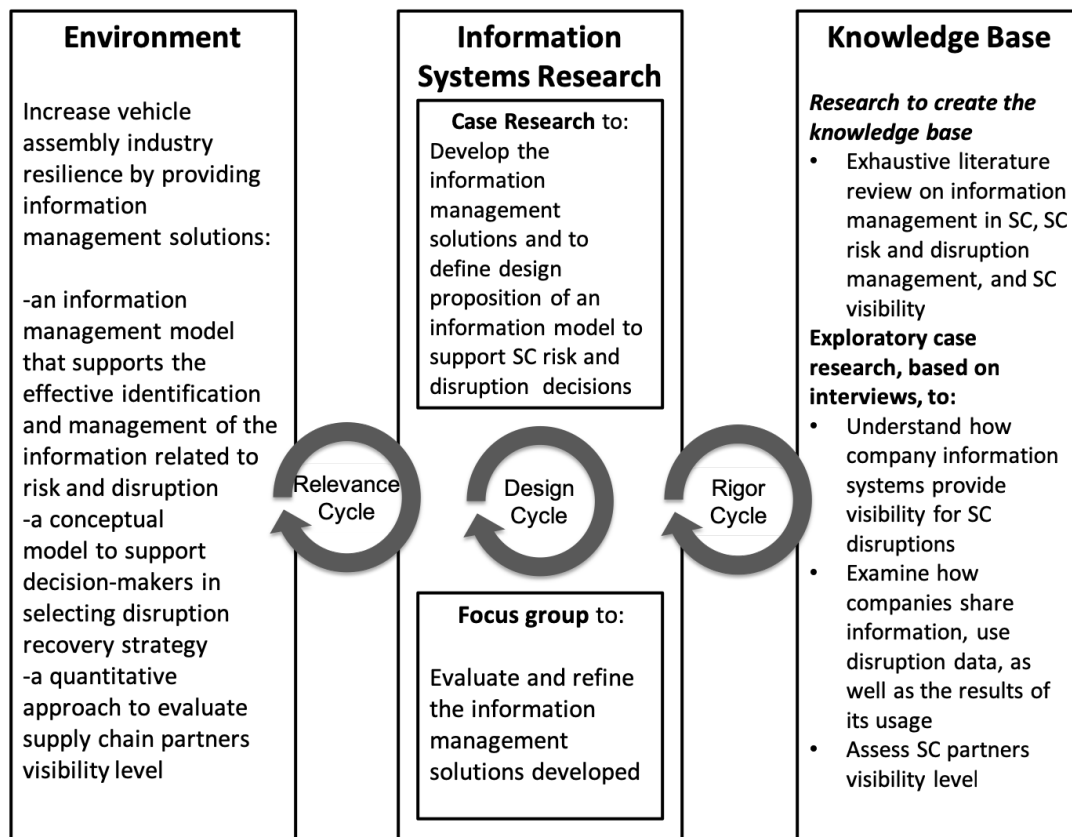 Environment
Increase vehicle
assembly industry
resilience by providing
information
management solutions:
-an information
management model
that supports the
effective identification
and management of the
information related to
risk and disruption
-a conceptual
model to support
decision-makers in
selecting disruption
recovery strategy
-a quantitative
approach to evaluate
supply chain partners
visibility level
Relevance
Cycle
Information
Systems Research
Case Research to:
Develop the
information
management
solutions and to
define design
proposition of an
information model to
support SC risk and
disruption decisions
Design
Cycle
Focus group to:
Evaluate and refine
the information
management
solutions developed
Rigor
Cycle
Knowledge Base
Research to create the
knowledge base
• Exhaustive literature
review on information
management in SC, SC
risk and disruption
management, and SC
visibility
Exploratory case
research, based on
interviews, to:
• Understand how
company information
systems provide
visibility for SC
disruptions
• Examine how
companies share
information, use
disruption data, as
well as the results of
its usage
• Assess SC partners
visibility level